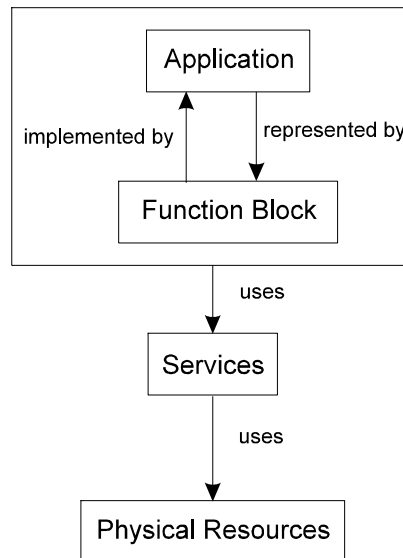 Application
implemented by
represented by
Function Block
uses
Services
uses
Physical Resources